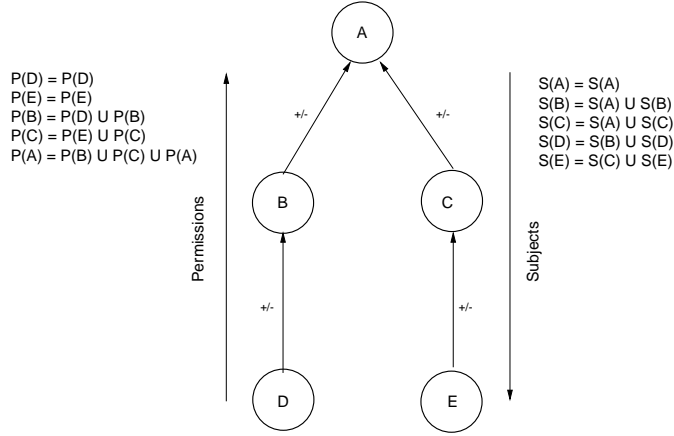 A
P(D) = P(D)
P(E) = P(E)
P(B) = P(D) U P(B)
P(C) = P(E) U P(C)
P(A) = P(B) U P(C) U P(A)
S(A) = S(A)
S(B) = S(A) U S(B)
S(C) = S(A) U S(C)
S(D) = S(B) U S(D)
S(E) = S(C) U S(E)
+/-
+/-
B
C
Permissions
Subjects
+/-
+/-
D
E